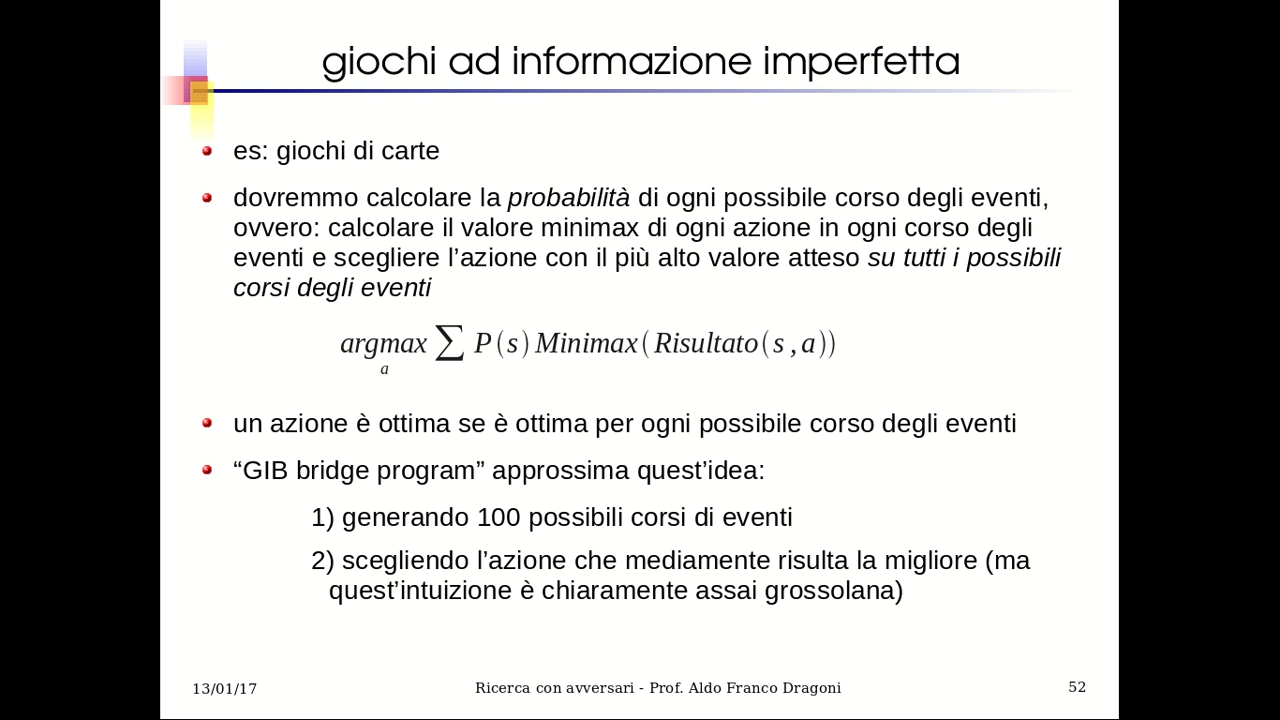 giochi ad informazione imperfetta
es: giochi di carte
dovremmo calcolare la probabilità di ogni possibile corso degli eventi,
ovvero: calcolare il valore minimax di ogni azione in ogni corso degli
eventi e scegliere l’azione con il più alto valore atteso su tutti i possibili
corsi degli eventi
argmax ∑ P(s) Minimax(Risultato(s,a))
a
un azione è ottima se è ottima per ogni possibile corso degli eventi
“GIB bridge program” approssima quest’idea:
1) generando 100 possibili corsi di eventi
2) scegliendo l’azione che mediamente risulta la migliore (ma
quest’intuizione è chiaramente assai grossolana)
13/01/17
Ricerca con avversari - Prof. Aldo Franco Dragoni
52